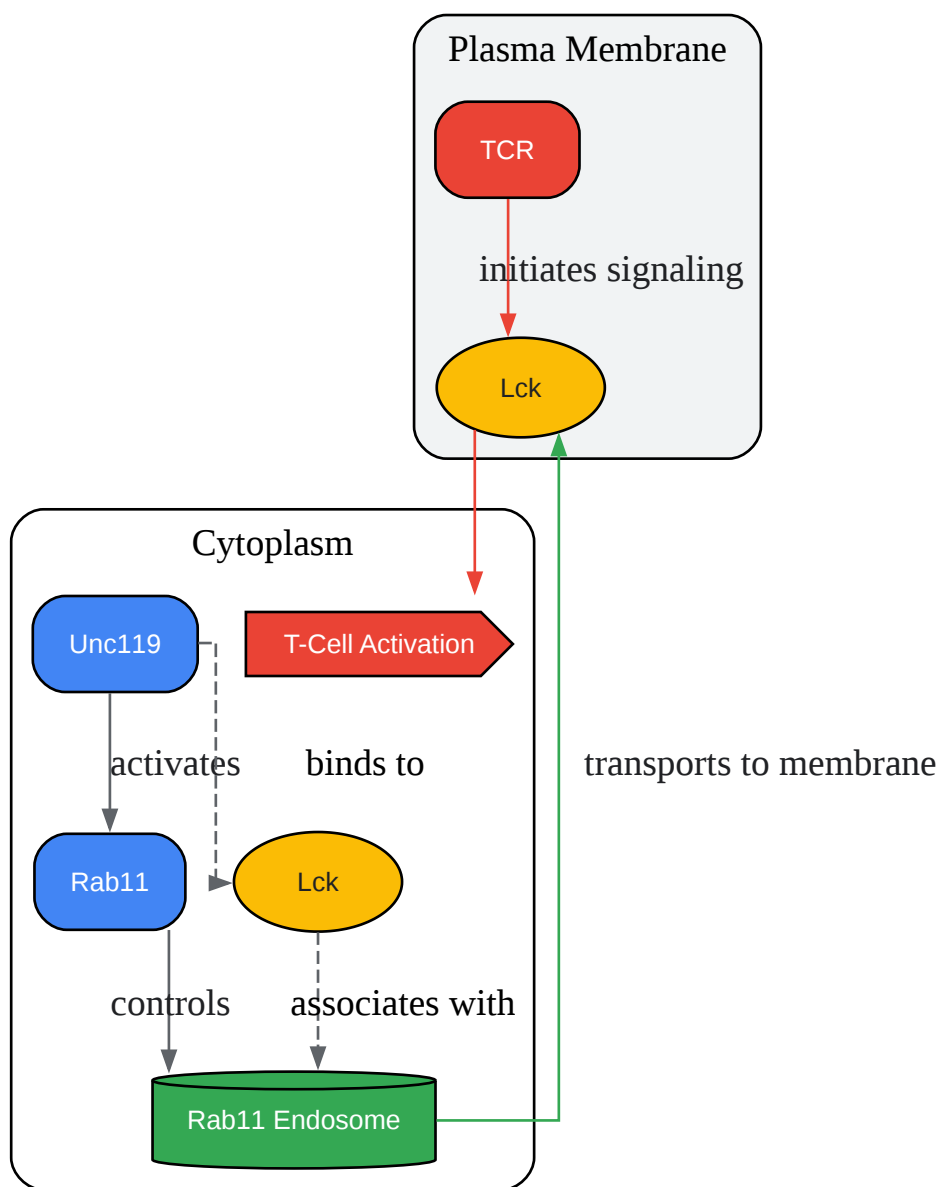 Plasma Membrane
TCR
initiates signaling
Lck
Cytoplasm
Unc119
T-Cell Activation
activates
binds to
transports to membrane
Rab11
Lck
controls
associates with
Rab11 Endosome